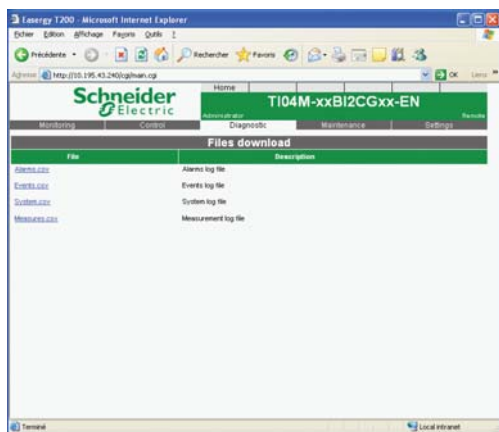 Easergy T200 - Microsoft Internet Explorer
Fichier Edition Affichage Favoris Outils ?
Précédente Rechercher Favoris
Adresse http://10.195.43.240/cgi/main.cgi OK Liens »
Schneider Electric
Home
TI04M-xxBI2CGxx-EN
Administrator Remote
Monitoring Control Diagnostic Maintenance Settings
Files download
File Description
Alarms.csv Alarms log file
Events.csv Events log file
System.csv System log file
Measures.csv Measurement log file
Terminé Local intranet